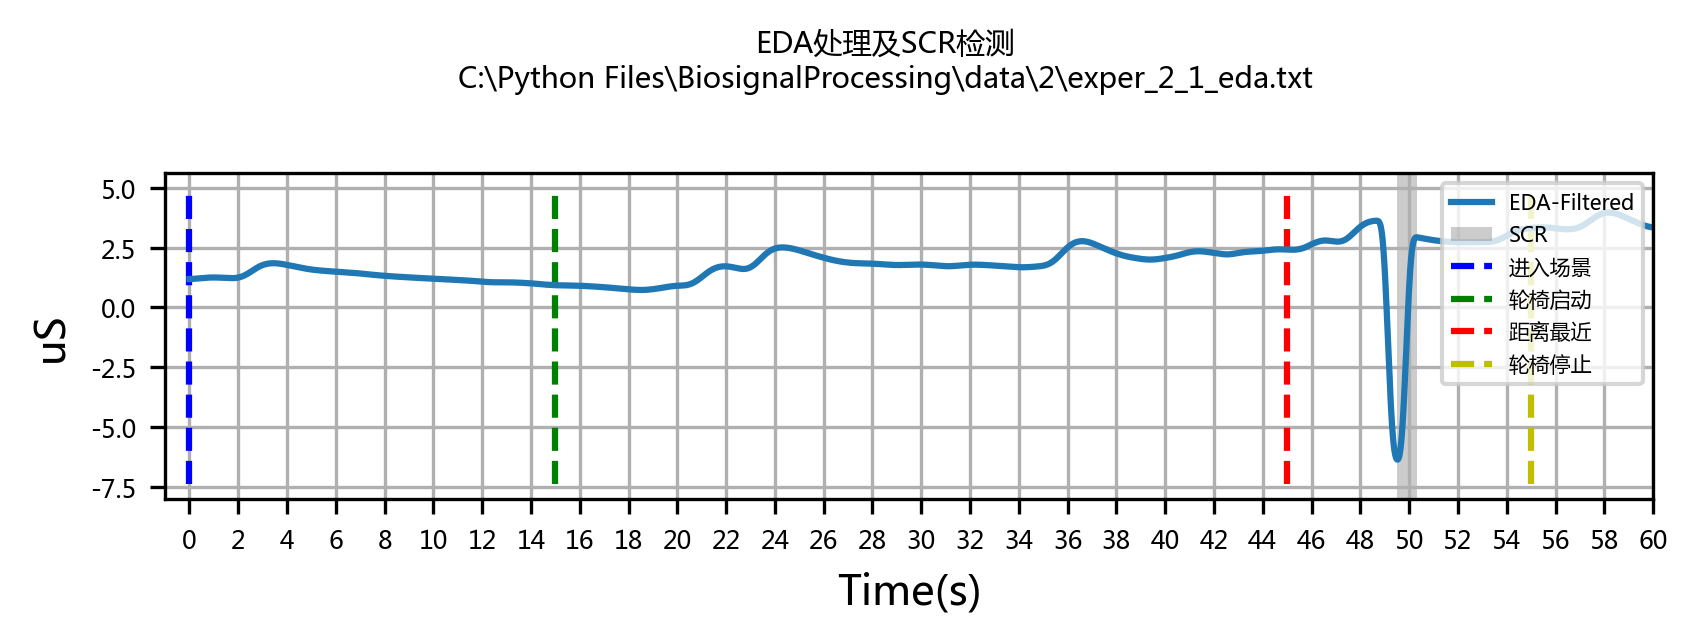 EDA处理及SCR检测
C:\Python Files\BiosignalProcessing\data\2\exper_2_1_eda.txt
5.0
2.5
0.0
-2.5
-5.0
-7.5
uS
EDA-Filtered
SCR
进入场景
轮椅启动
距离最近
轮椅停止
0 2 4 6 8 10 12 14 16 18 20 22 24 26 28 30 32 34 36 38 40 42 44 46 48 50 52 54 56 58 60
Time(s)